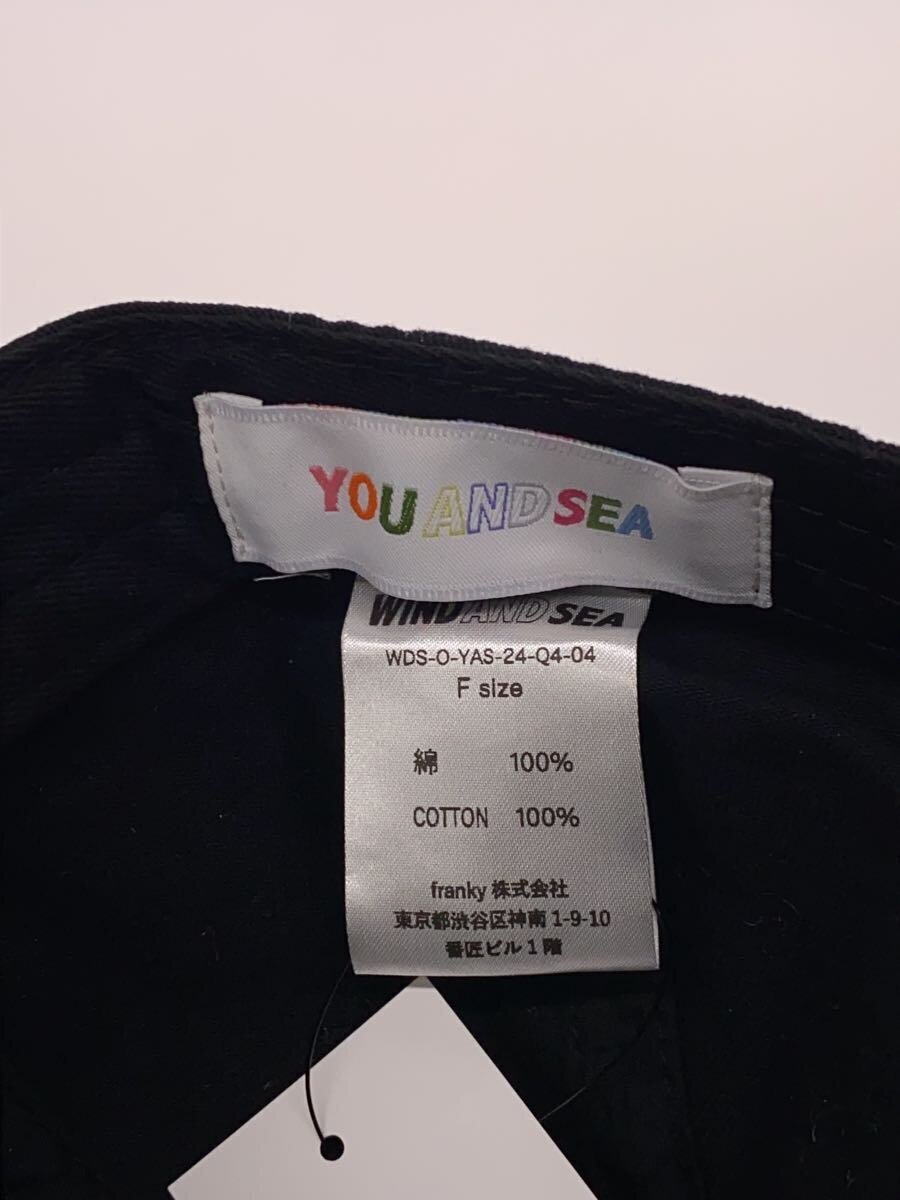 YOU AND SEA
WIND AND SEA
WDS-O-YAS-24-Q4-04
F size
綿 100%
COTTON 100%
franky 株式会社
東京都渋谷区神南 1-9-10
番匠ビル 1 階